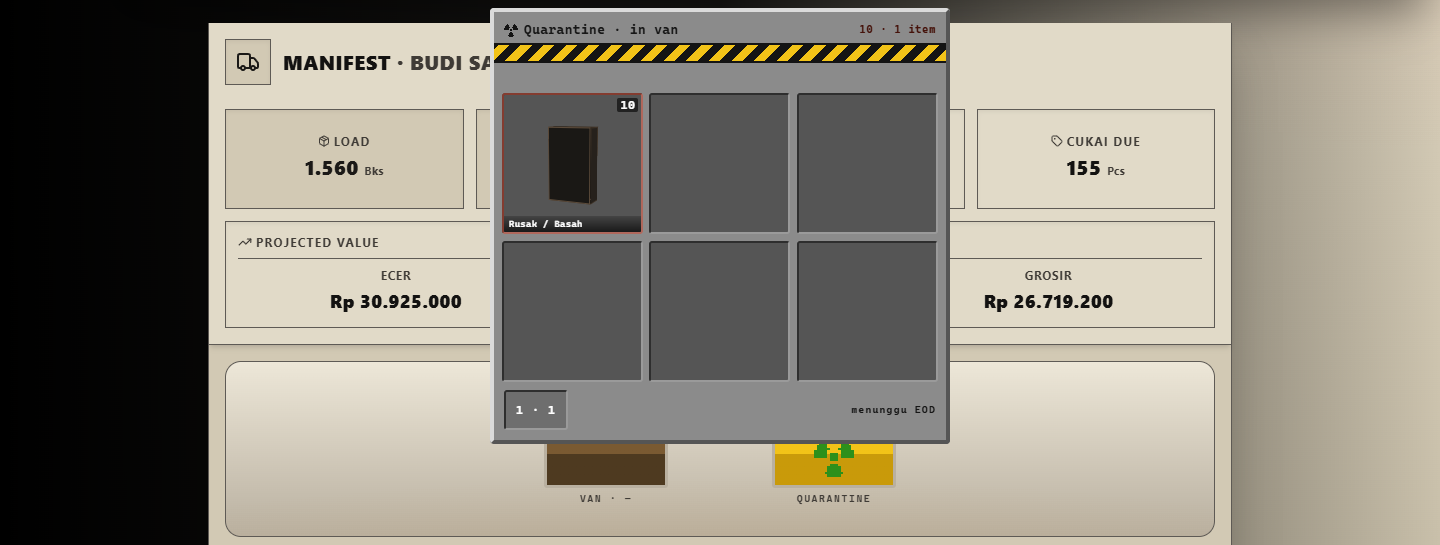 Quarantine · in van
10 · 1 item
MANIFEST · BUDI SA
10
Rusak / Basah
LOAD
1.560 Bks
CUKAI DUE
155 Pcs
PROJECTED VALUE
ECER
Rp 30.925.000
GROSIR
Rp 26.719.200
1 · 1
menunggu EOD
VAN · —
QUARANTINE